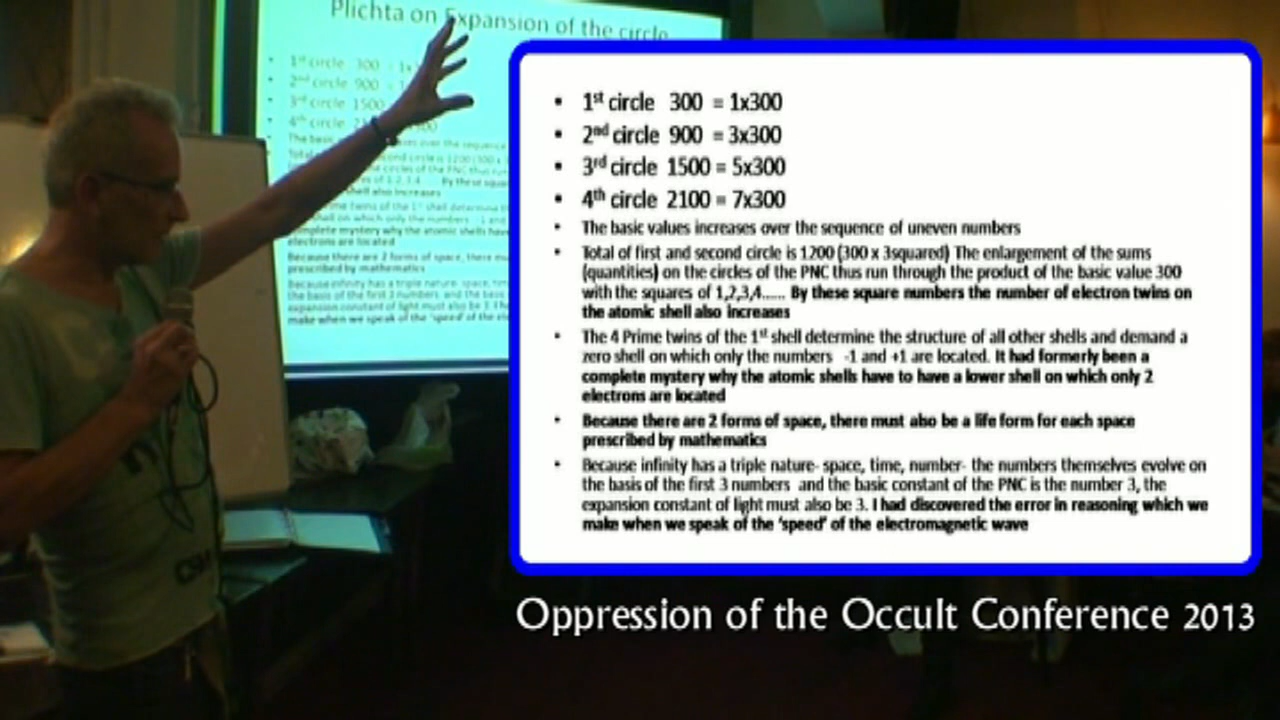 Plichta on Expansion of the circle
• 1st circle 300 = 1x300
• 2nd circle 900 = 3x300
• 3rd circle 1500 = 5x300
• 4th circle 2100 = 7x300
• The basic values increases over the sequence of uneven numbers
• Total of first and second circle is 1200 (300 x 3squared) The enlargement of the sums
(quantities) on the circles of the PNC thus run through the product of the basic value 300
with the squares of 1,2,3,4...... By these square numbers the number of electron twins on
the atomic shell also increases
• The 4 Prime twins of the 1st shell determine the structure of all other shells and demand a
zero shell on which only the numbers -1 and +1 are located. It had formerly been a
complete mystery why the atomic shells have to have a lower shell on which only 2
electrons are located
• Because there are 2 forms of space, there must also be a life form for each space
prescribed by mathematics
• Because infinity has a triple nature- space, time, number- the numbers themselves evolve on
the basis of the first 3 numbers and the basic constant of the PNC is the number 3, the
expansion constant of light must also be 3. I had discovered the error in reasoning which we
make when we speak of the 'speed' of the electromagnetic wave
Oppression of the Occult Conference 2013